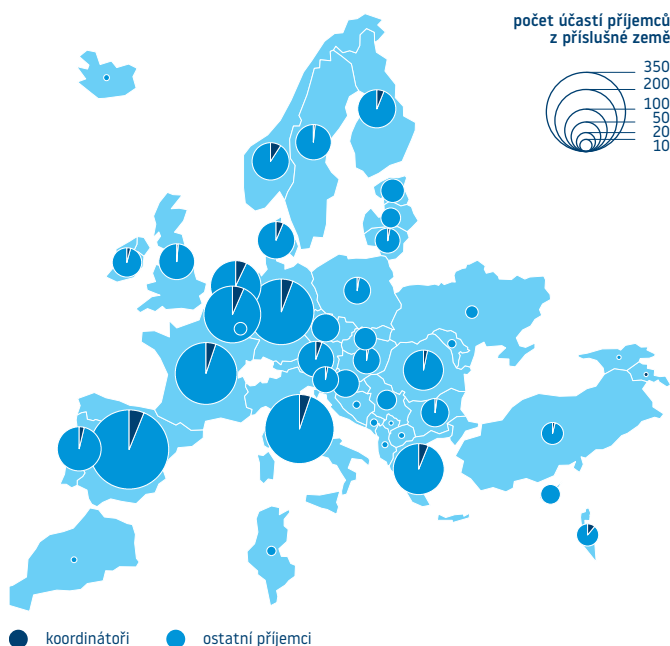 počet účastí příjemců
z příslušné země
350
200
100
50
20
10
koordinátoři
ostatní příjemci